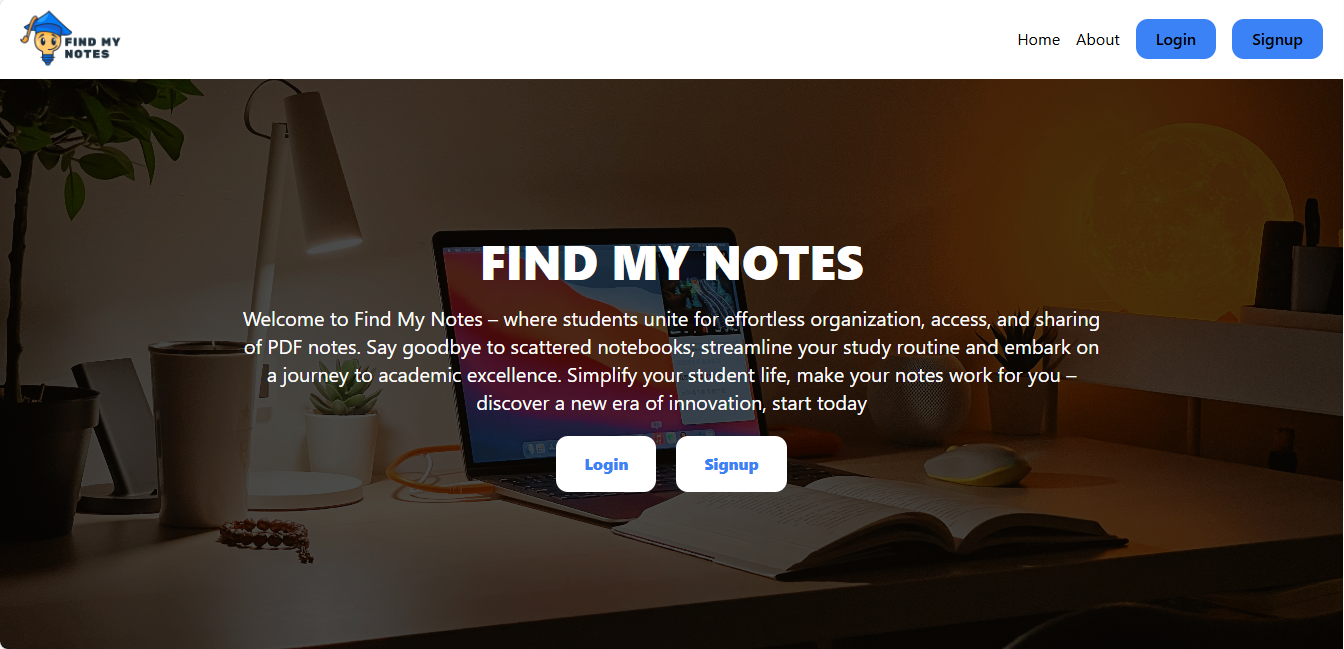 FIND MY
NOTES
Home
About
Login
Signup
FIND MY NOTES
Welcome to Find My Notes – where students unite for effortless organization, access, and sharing
of PDF notes. Say goodbye to scattered notebooks; streamline your study routine and embark on
a journey to academic excellence. Simplify your student life, make your notes work for you –
discover a new era of innovation, start today
Login
Signup